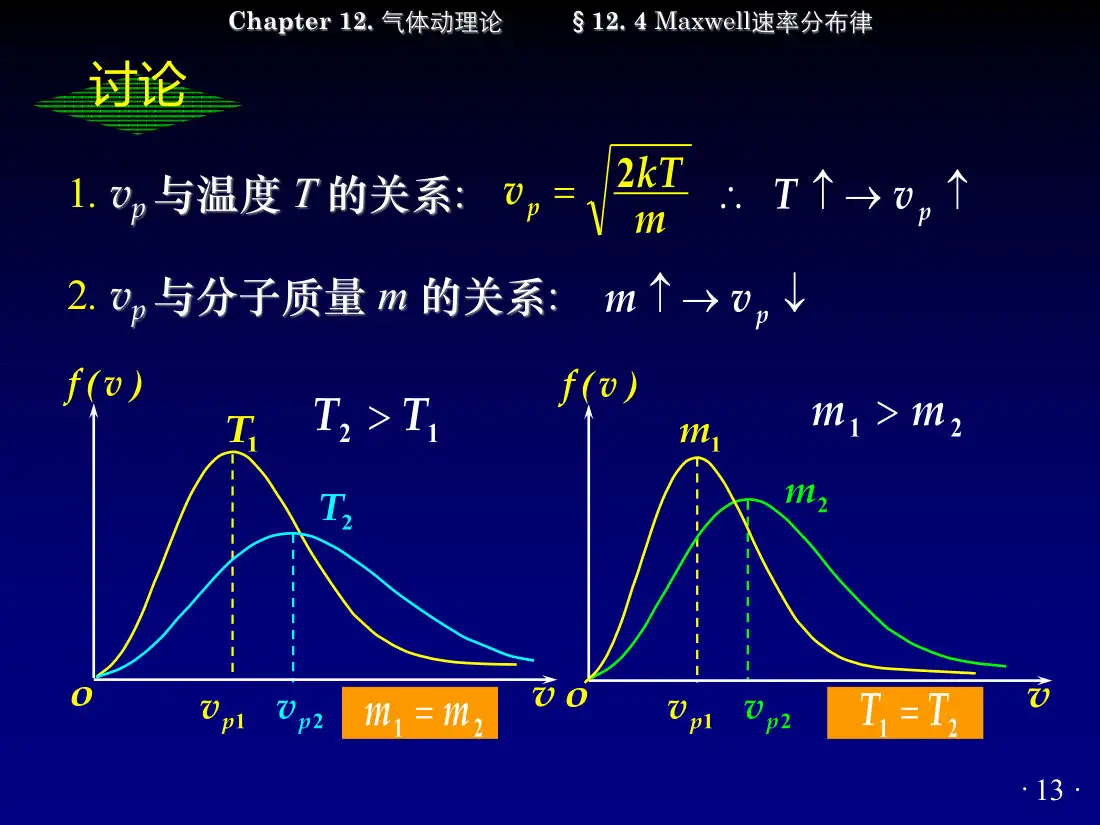 Chapter 12. 气体动理论 §12. 4 Maxwell速率分布律
讨论
1. vₚ 与温度 T 的关系: vₚ = √(2kT/m) ∴ T↑→vₚ↑
2. vₚ 与分子质量 m 的关系: m↑→vₚ↓
f(v)
T₁
T₂ > T₁
T₂
o
vₚ₁
vₚ₂
m₁ = m₂
v
f(v)
m₁
m₁ > m₂
m₂
o
vₚ₁
vₚ₂
T₁ = T₂
v
· 13 ·